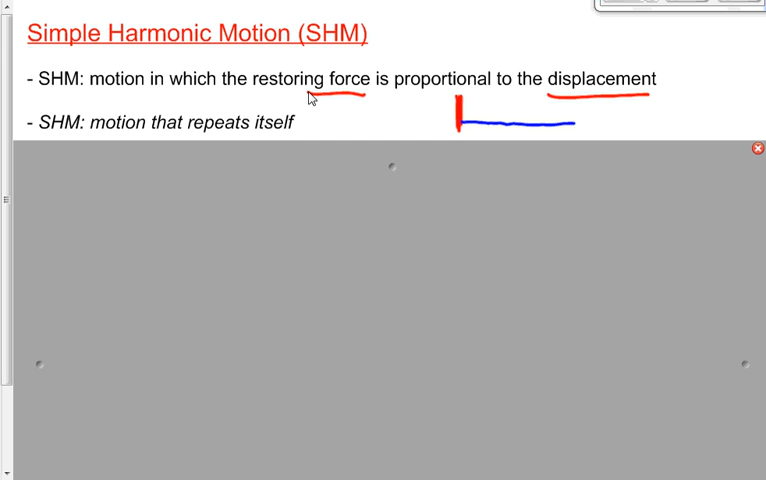 Simple Harmonic Motion (SHM)
- SHM: motion in which the restoring force is proportional to the displacement
- SHM: motion that repeats itself